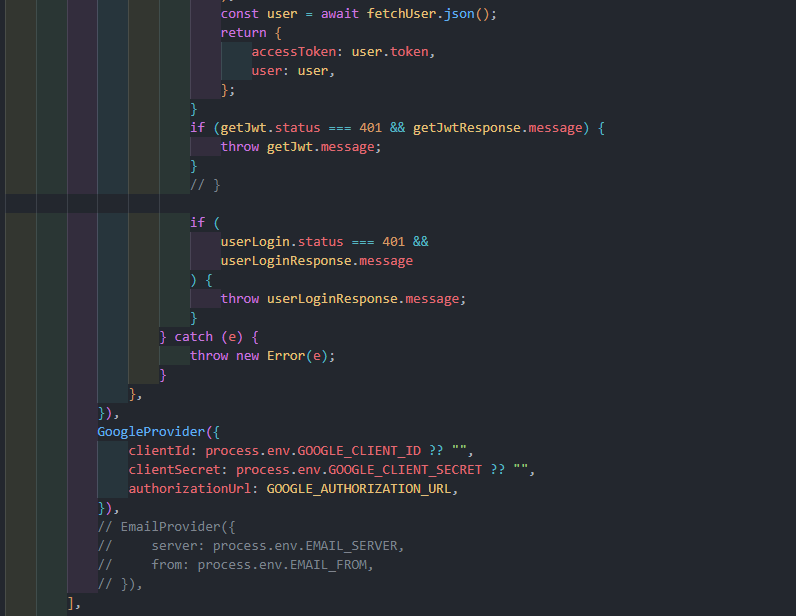 const user = await fetchUser.json();
return {
accessToken: user.token,
user: user,
};
}
if (getJwt.status === 401 && getJwtResponse.message) {
throw getJwt.message;
}
// }
if (
userLogin.status === 401 &&
userLoginResponse.message
) {
throw userLoginResponse.message;
}
} catch (e) {
throw new Error(e);
}
},
}),
GoogleProvider({
clientId: process.env.GOOGLE_CLIENT_ID ?? "",
clientSecret: process.env.GOOGLE_CLIENT_SECRET ?? "",
authorizationUrl: GOOGLE_AUTHORIZATION_URL,
}),
// EmailProvider({
//     server: process.env.EMAIL_SERVER,
//     from: process.env.EMAIL_FROM,
// }),
],